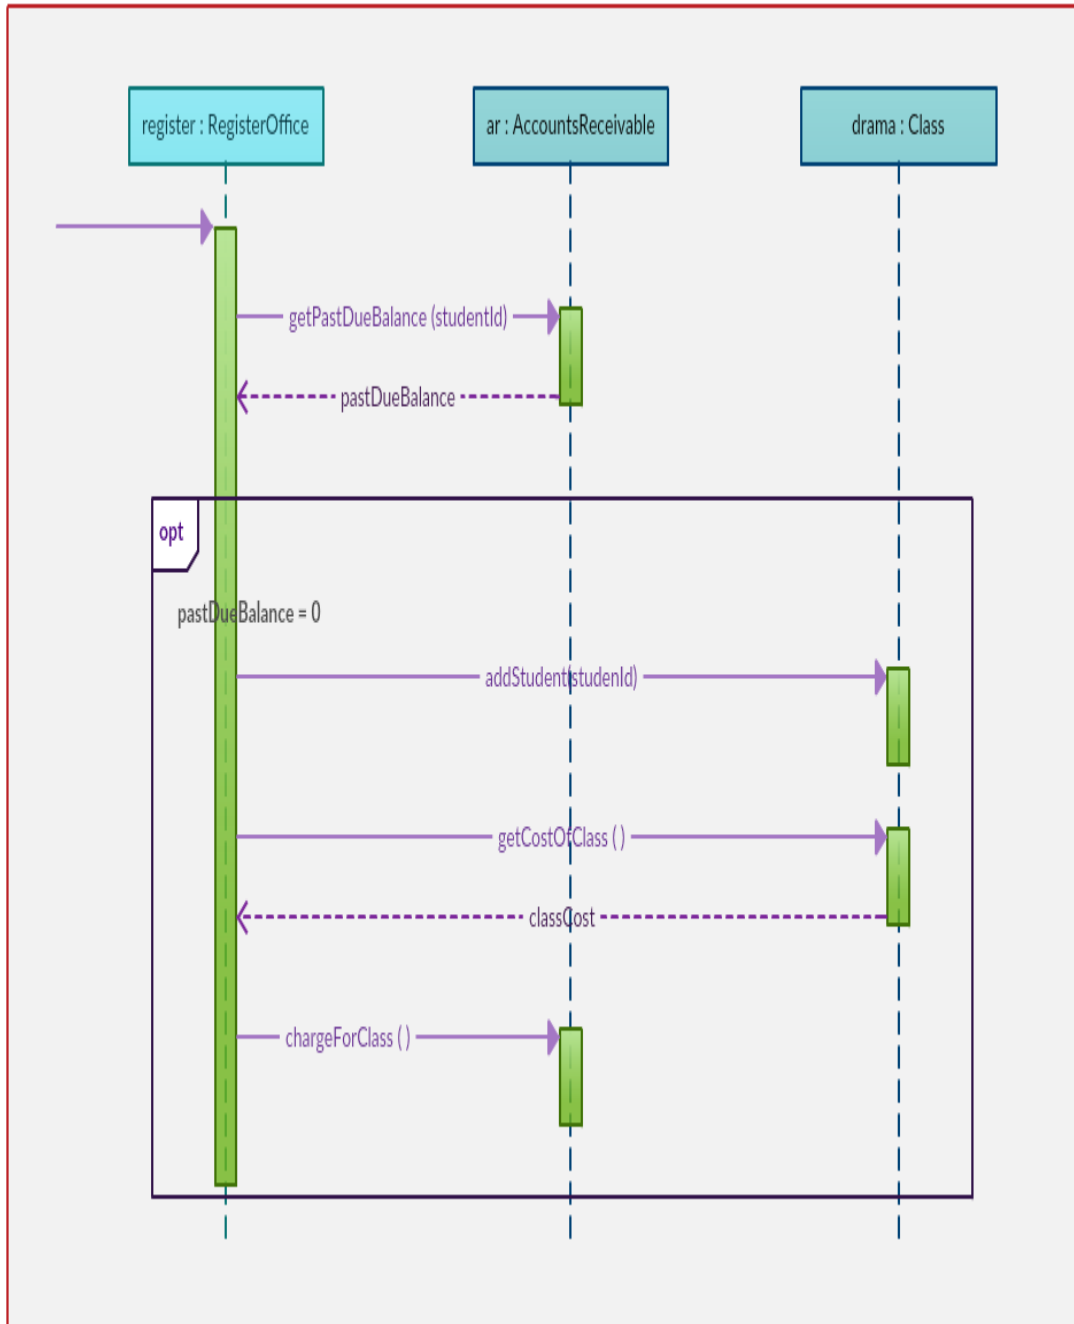 register : RegisterOffice
ar : AccountsReceivable
drama : Class
getPastDueBalance (studentId)
pastDueBalance
opt
pastDueBalance = 0
addStudent(studenId)
getCostOfClass ( )
classCost
chargeForClass ( )